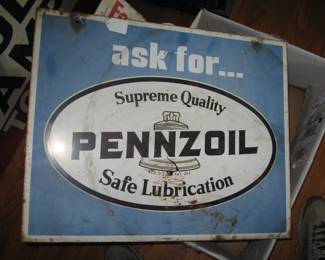 ask for...
Supreme Quality
PENNZOIL
Safe Lubrication